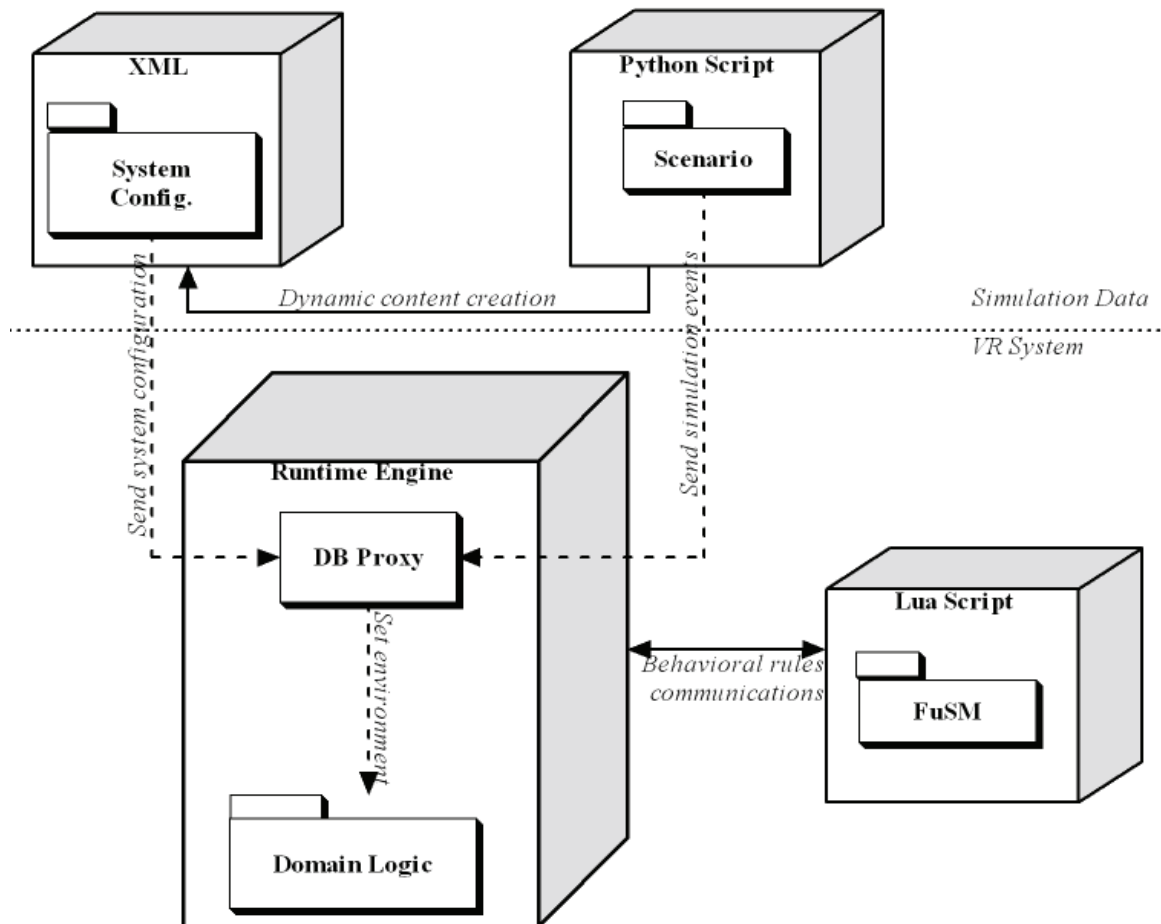 XML
System
Config.
Python Script
Scenario
Send system configuration
Dynamic content creation
Send simulation events
Simulation Data
VR System
Runtime Engine
DB Proxy
Set environment
Domain Logic
Behavioral rules
communications
Lua Script
FuSM